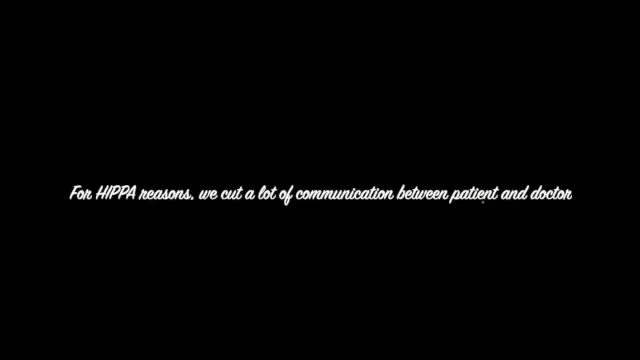 For HIPPA reasons, we cut a lot of communication between patient and doctor